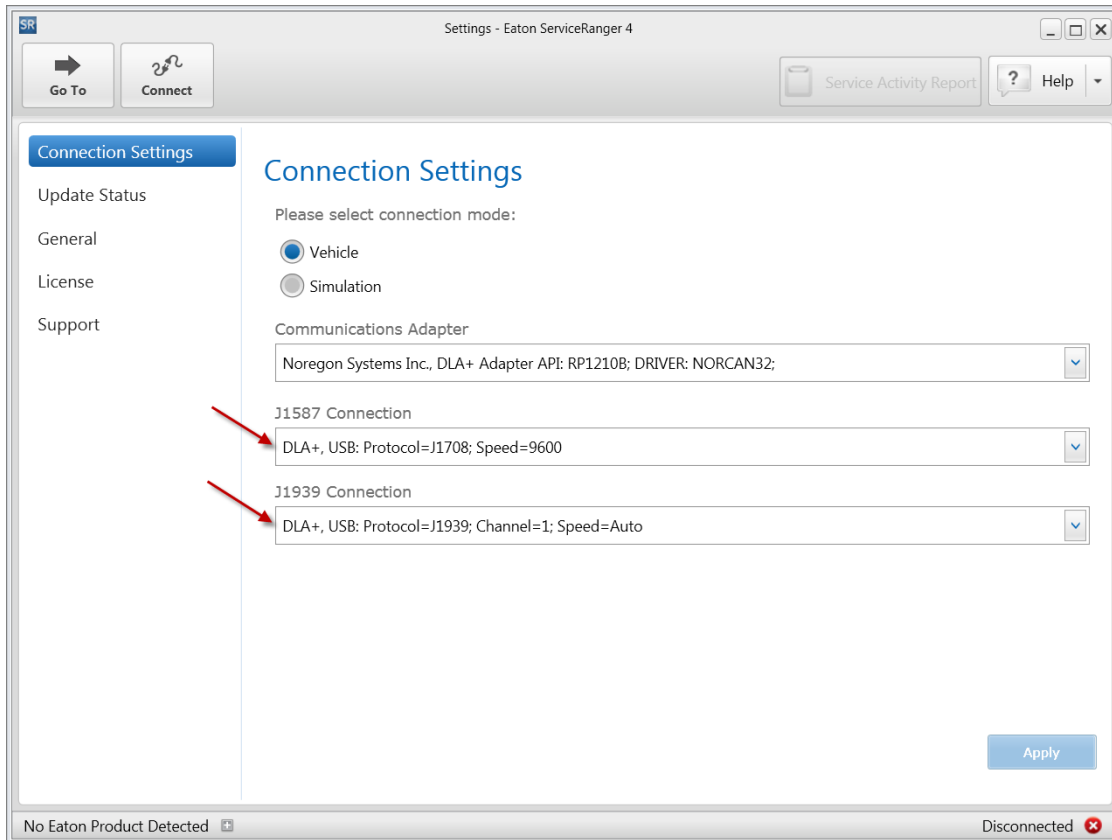 SR
Settings - Eaton ServiceRanger 4
Go To
Connect
Service Activity Report
? Help
Connection Settings
Update Status
General
License
Support
Connection Settings
Please select connection mode:
Vehicle
Simulation
Communications Adapter
Noregon Systems Inc., DLA+ Adapter API: RP1210B; DRIVER: NORCAN32;
J1587 Connection
DLA+, USB: Protocol=J1708; Speed=9600
J1939 Connection
DLA+, USB: Protocol=J1939; Channel=1; Speed=Auto
Apply
No Eaton Product Detected
Disconnected